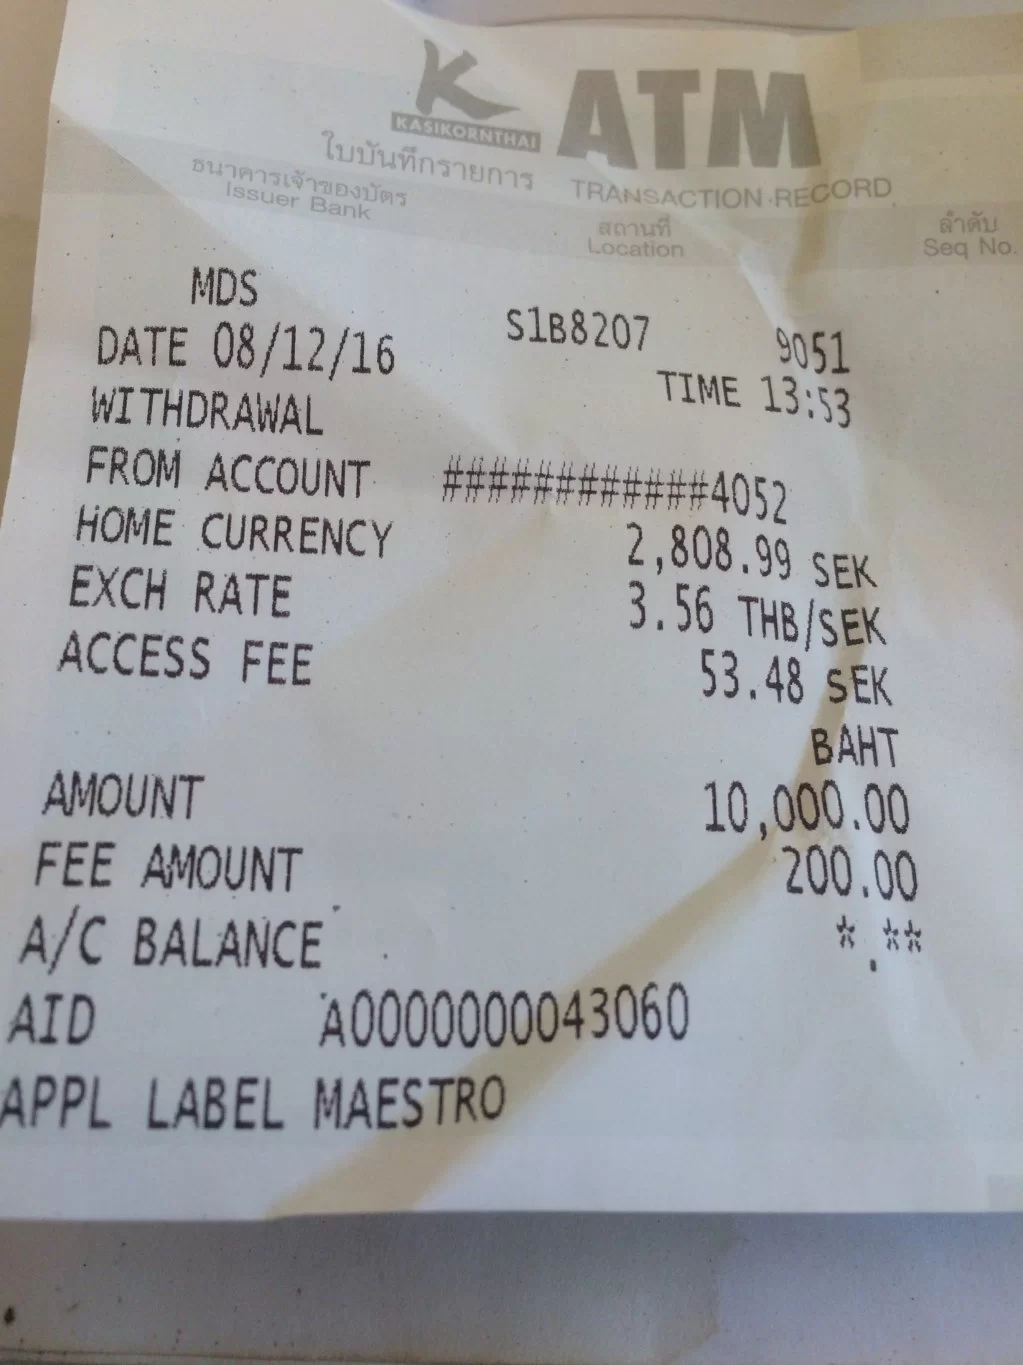 K ATM
KASIKORNTHAI
ใบบันทึกรายการ TRANSACTION RECORD
ธนาคารเจ้าของบัตร สถานที่ ลำดับ
Issuer Bank Location Seq No.
MDS S1B8207 9051
DATE 08/12/16 TIME 13:53
WITHDRAWAL
FROM ACCOUNT ############4052
HOME CURRENCY 2,808.99 SEK
EXCH RATE 3.56 THB/SEK
ACCESS FEE 53.48 SEK
BAHT
AMOUNT 10,000.00
FEE AMOUNT 200.00
A/C BALANCE *.**
AID A0000000043060
APPL LABEL MAESTRO